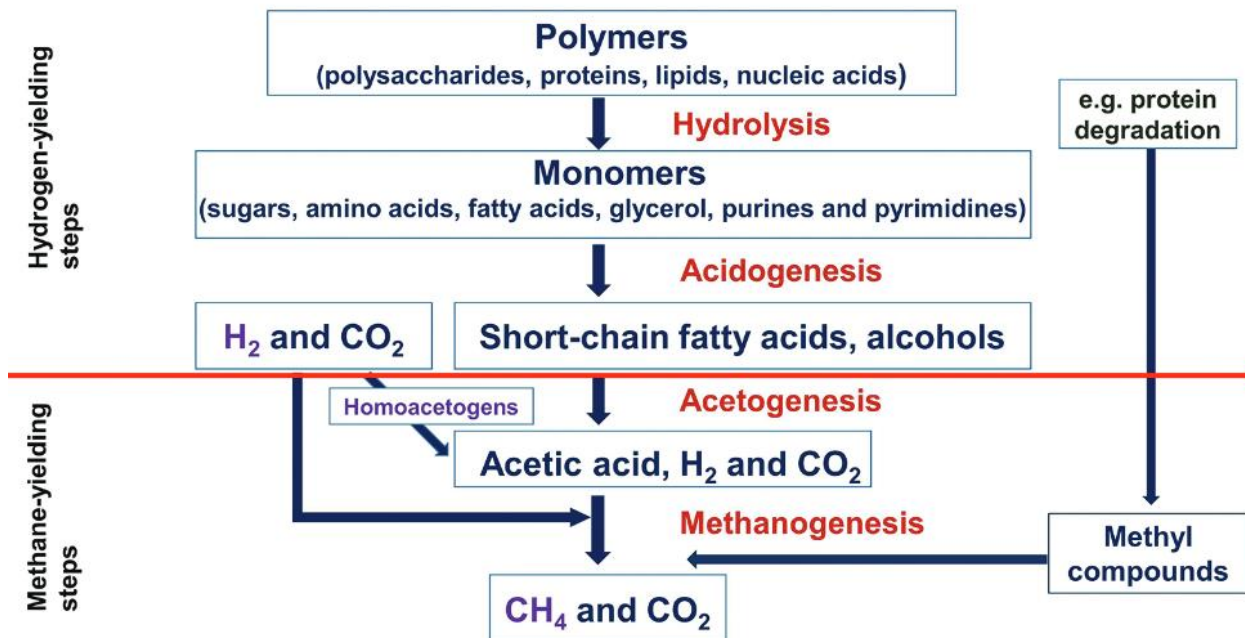 Polymers
(polysaccharides, proteins, lipids, nucleic acids)
e.g. protein
degradation
Hydrolysis
Hydrogen-yielding
steps
Monomers
(sugars, amino acids, fatty acids, glycerol, purines and pyrimidines)
Acidogenesis
H₂ and CO₂
Short-chain fatty acids, alcohols
Acetogenesis
Homoacetogens
Acetic acid, H₂ and CO₂
Methane-yielding
steps
Methanogenesis
Methyl
compounds
CH₄ and CO₂